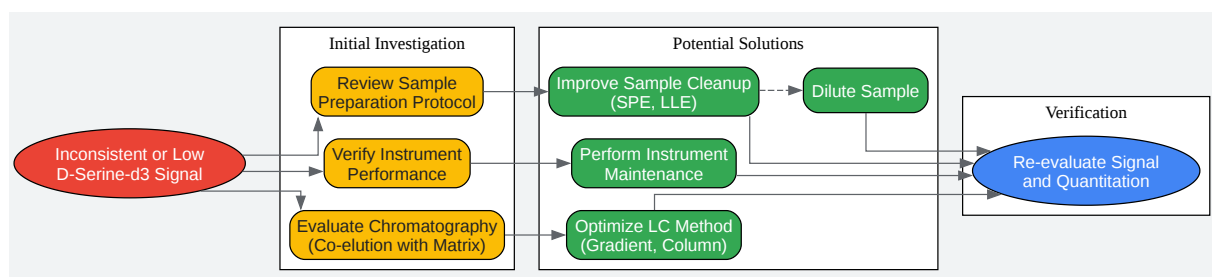 Initial Investigation
Potential Solutions
Verification
Inconsistent or Low
D-Serine-d3 Signal
Review Sample
Preparation Protocol
Verify Instrument
Performance
Evaluate Chromatography
(Co-elution with Matrix)
Improve Sample Cleanup
(SPE, LLE)
Dilute Sample
Perform Instrument
Maintenance
Optimize LC Method
(Gradient, Column)
Re-evaluate Signal
and Quantitation